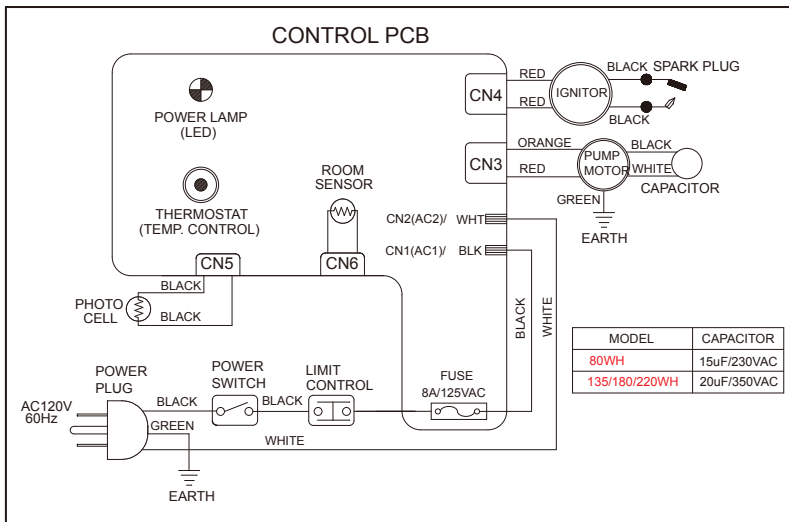 CONTROL PCB
POWER LAMP
(LED)
THERMOSTAT
(TEMP. CONTROL)
ROOM
SENSOR
CN4
RED
RED
IGNITOR
BLACK
SPARK PLUG
BLACK
CN3
ORANGE
RED
PUMP
MOTOR
BLACK
WHITE
CAPACITOR
GREEN
EARTH
CN2(AC2)/ WHT
CN1(AC1)/ BLK
CN5
CN6
BLACK
PHOTO
CELL
BLACK
BLACK
WHITE
MODEL CAPACITOR
80WH 15uF/230VAC
135/180/220WH 20uF/350VAC
POWER
PLUG
POWER
SWITCH
LIMIT
CONTROL
FUSE
8A/125VAC
AC120V
60Hz
BLACK
BLACK
GREEN
WHITE
EARTH